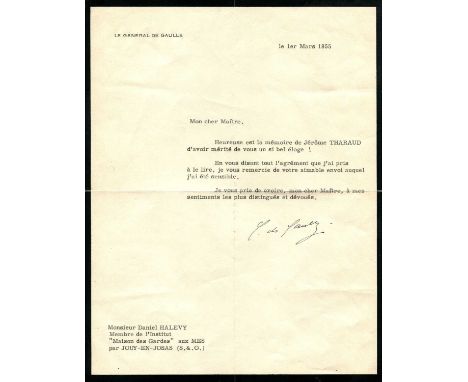 LE GÉNÉRAL DE GAULLE
le 1er Mars 1955
Mon cher Maître,
Heureuse est la mémoire de Jérôme THARAUD
d'avoir mérité de vous un si bel éloge !
En vous disant tout l'agrément que j'ai pris
à le lire, je vous remercie de votre aimable envoi auquel
j'ai été sensible.
Je vous prie de croire, mon cher Maître, à mes
sentiments les plus distingués et dévoués.
C. de Gaulle
Monsieur Daniel HALEVY
Membre de l'Institut
"Maison des Gardes" aux METS
par JOUY-EN-JOSAS (S.&O.)